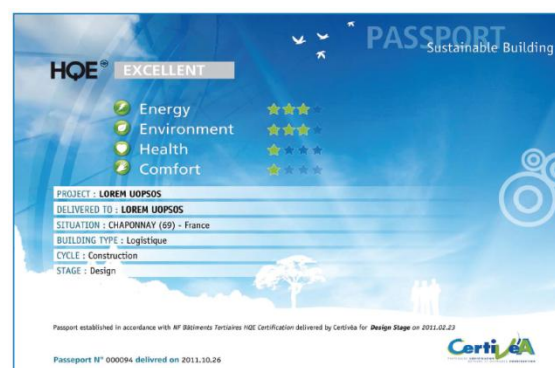 PASSPORT
Sustainable Building
HQE® EXCELLENT
Energy
Environment
Health
Comfort
PROJECT : LOREM UOPSOS
DELIVERED TO : LOREM UOPSOS
SITUATION : CHAPONNAY (69) - France
BUILDING TYPE : Logistique
CYCLE : Construction
STAGE : Design
Passport established in accordance with NF Bâtiments Tertiaires HQE Certification delivered by Certivéa for Design Stage on 2011.02.23
CertivéA
Passeport N° 000094 delivred on 2011.10.26